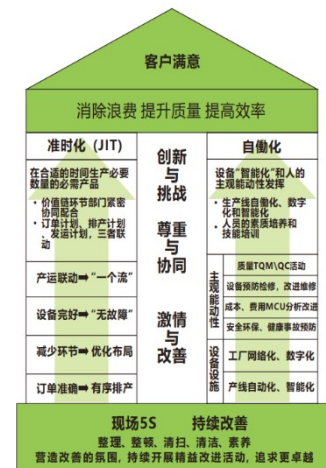 客户满意
消除浪费 提升质量 提高效率
准时化 (JIT)
在合适的时间生产必要
数量的必需产品
· 价值链环节部门紧密
协同配合
· 订单计划、排产计划
、发运计划，三者联
动
产运联动➡“一个流”
设备完好➡“无故障”
减少环节➡优化布局
订单准确➡有序排产
创新
与
挑战
尊重
与
协同
激情
与
改善
自働化
设备“智能化”和人的
主观能动性发挥
· 生产线自働化、数字
化和智能化
· 人员的素质培养和
技能培训
主观能动性
质量TQM\QC活动
设备预防检修，改进维修
成本、费用MCU分析改进
安全环保、健康事故预防
设备设施
工厂网络化、数字化
产线自动化、智能化
现场5S 持续改善
整理、整顿、清扫、清洁、素养
营造改善的氛围，持续开展精益改进活动，追求更卓越